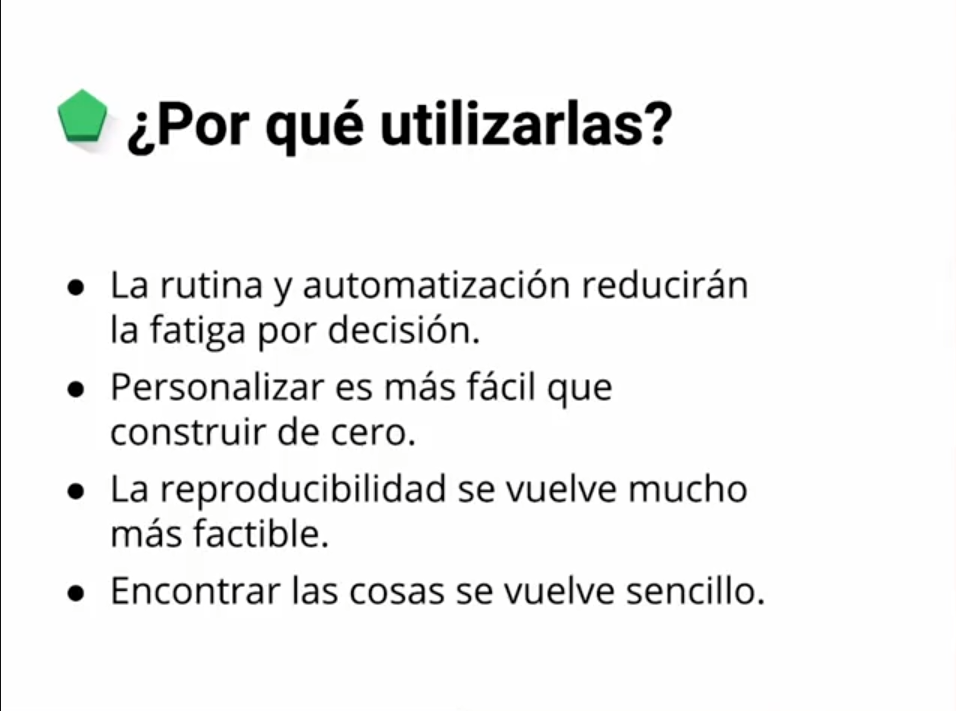 ¿Por qué utilizarlas?
● La rutina y automatización reducirán
la fatiga por decisión.
● Personalizar es más fácil que
construir de cero.
● La reproducibilidad se vuelve mucho
más factible.
● Encontrar las cosas se vuelve sencillo.